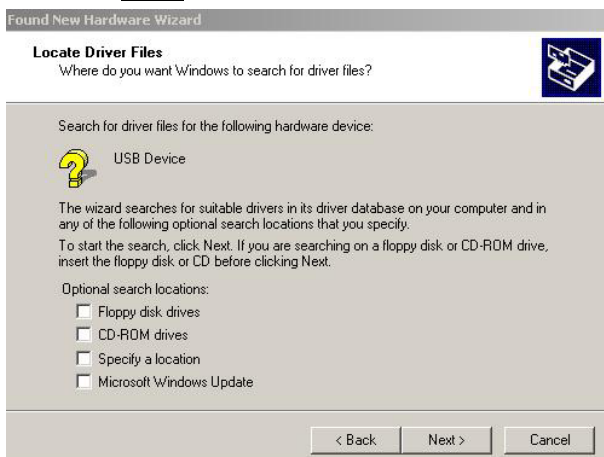 Found New Hardware Wizard
Locate Driver Files
Where do you want Windows to search for driver files?
Search for driver files for the following hardware device:
USB Device
The wizard searches for suitable drivers in its driver database on your computer and in
any of the following optional search locations that you specify.
To start the search, click Next. If you are searching on a floppy disk or CD-ROM drive,
insert the floppy disk or CD before clicking Next.
Optional search locations:
Floppy disk drives
CD-ROM drives
Specify a location
Microsoft Windows Update
< Back Next > Cancel